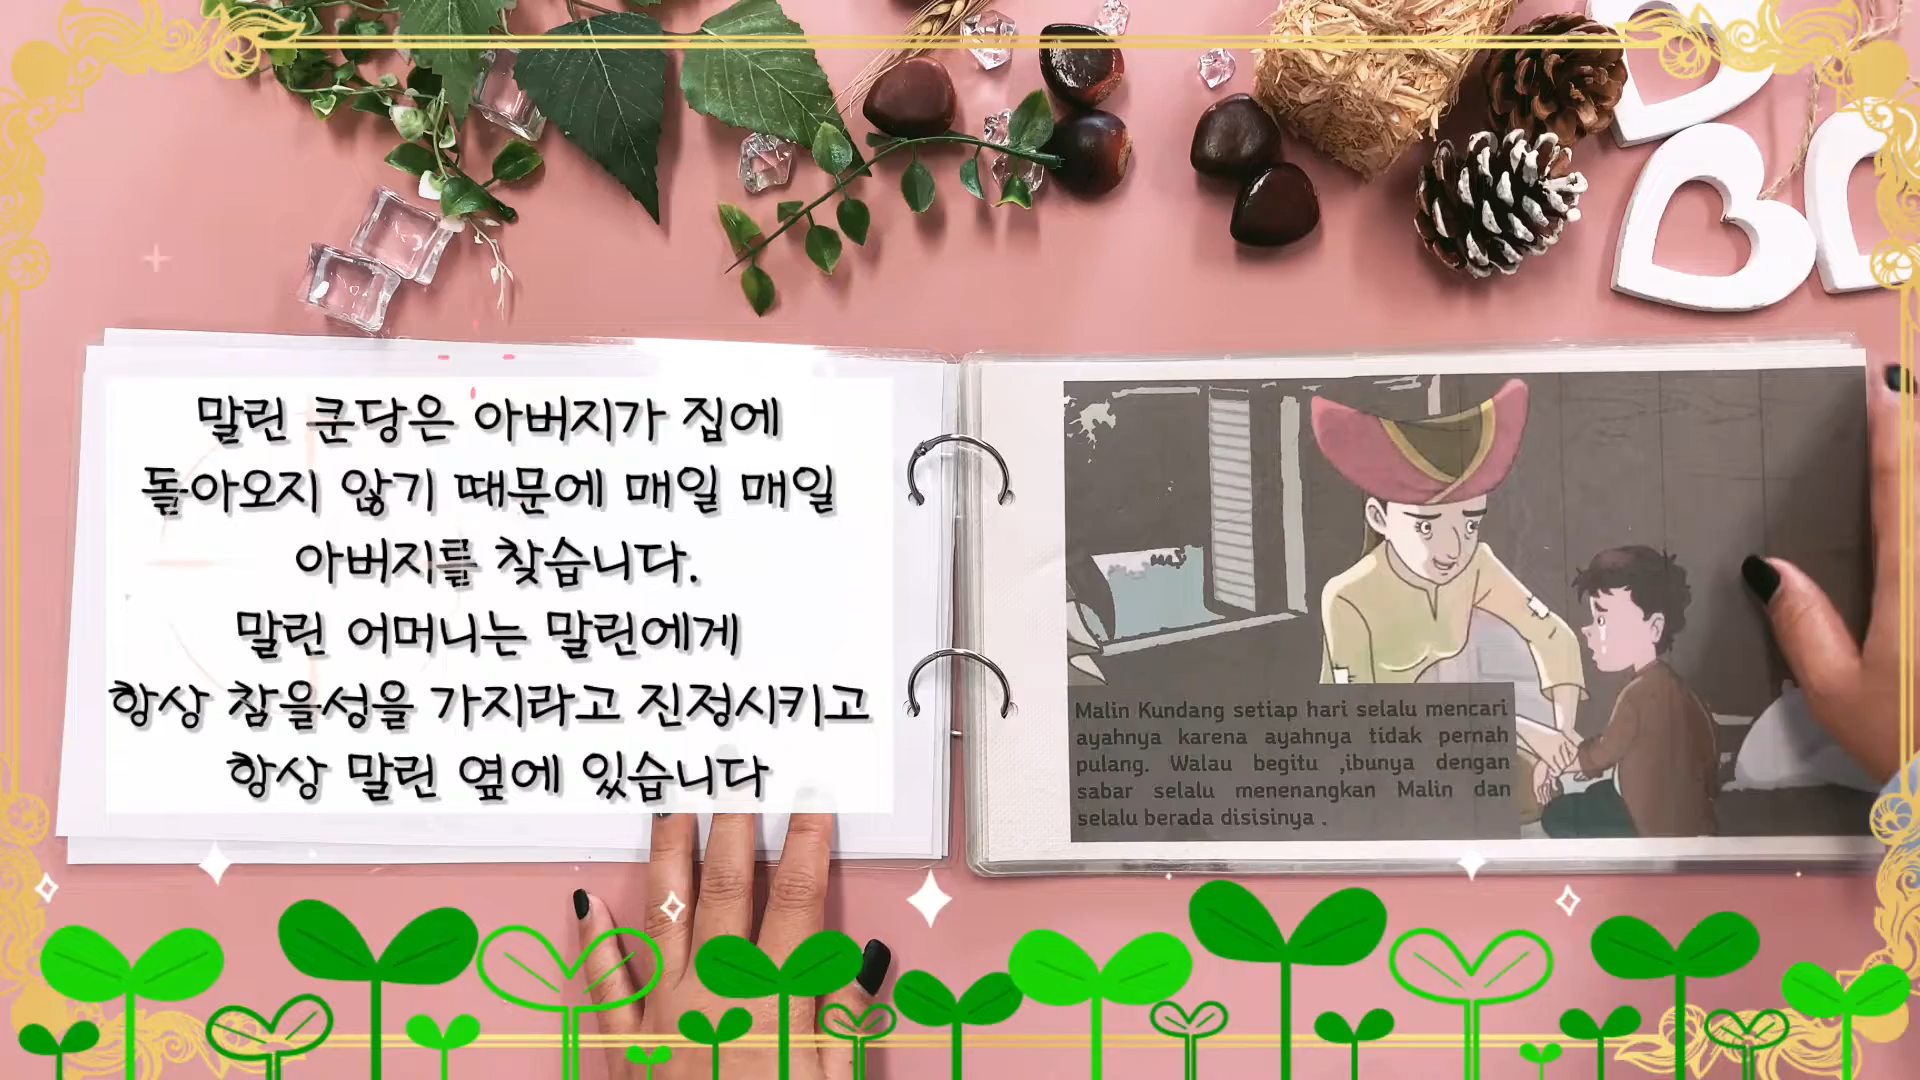 말린 쿤당은 아버지가 집에
돌아오지 않기 때문에 매일 매일
아버지를 찾습니다.
말린 어머니는 말린에게
항상 참을성을 가지라고 진정시키고
항상 말린 옆에 있습니다
Malin Kundang setiap hari selalu mencari
ayahnya karena ayahnya tidak pernah
pulang. Walau begitu ,ibunya dengan
sabar selalu menenangkan Malin dan
selalu berada disisinya .